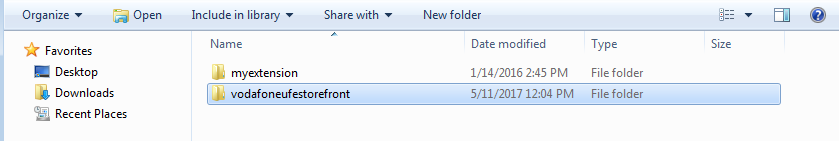 Organize Open Include in library Share with New folder
Favorites
Desktop
Downloads
Recent Places
Name Date modified Type Size
myextension 1/14/2016 2:45 PM File folder
vodafoneufestorefront 5/11/2017 12:04 PM File folder